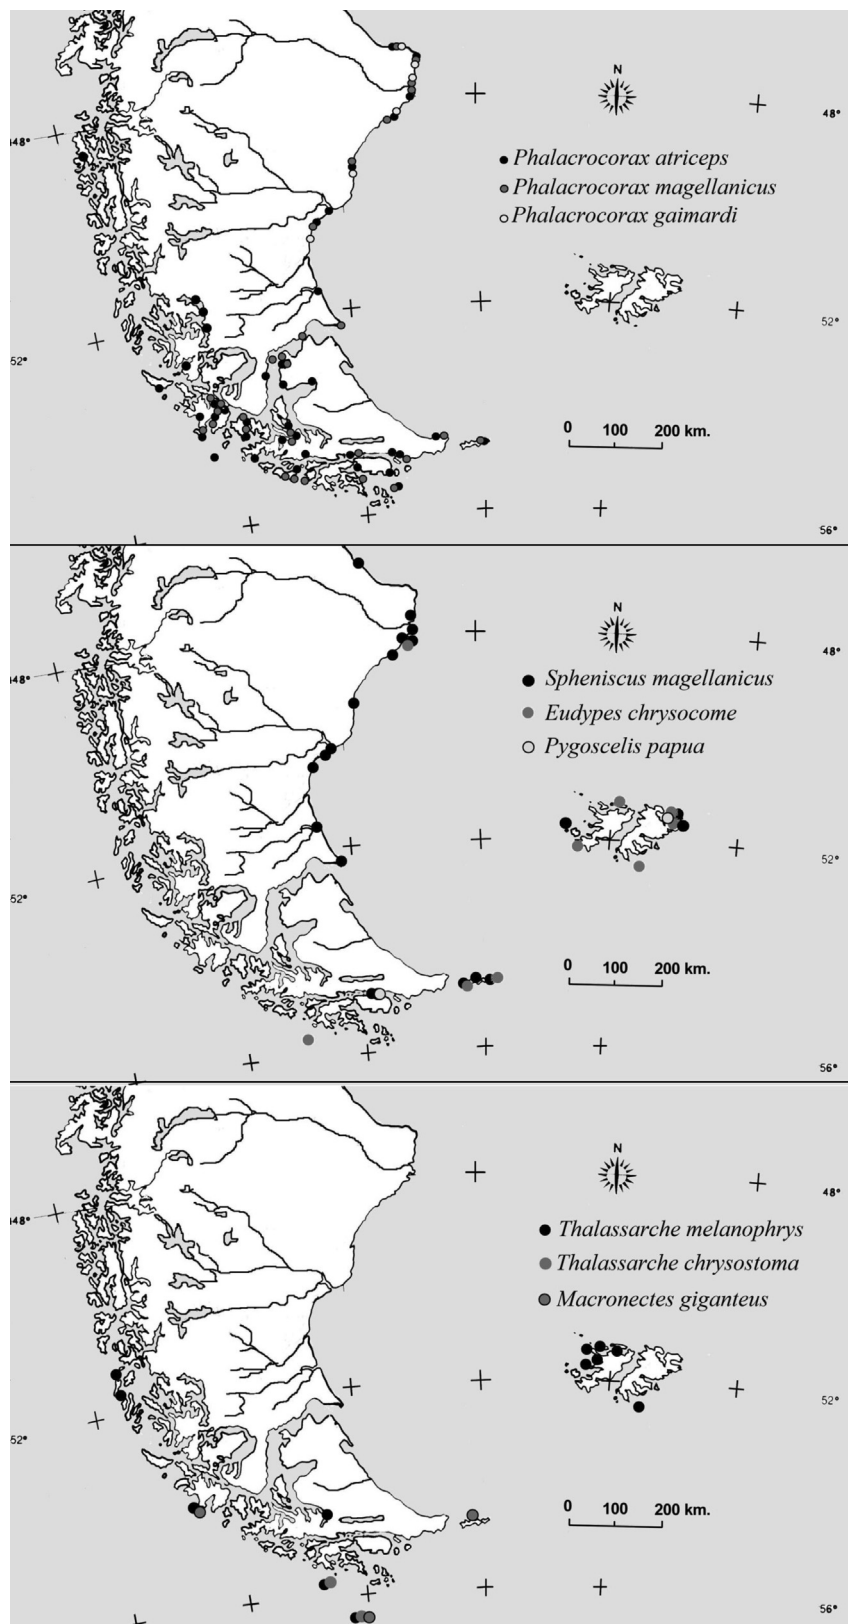 N
48°
48°
Phalacrocorax atriceps
Phalacrocorax magellanicus
Phalacrocorax gaimardi
52°
52°
0 100 200 km.
56°
N
48°
48°
Spheniscus magellanicus
Eudypes chrysocome
Pygoscelis papua
52°
52°
0 100 200 km.
56°
N
48°
48°
Thalassarche melanophrys
Thalassarche chrysostoma
Macronectes giganteus
52°
52°
0 100 200 km.
56°